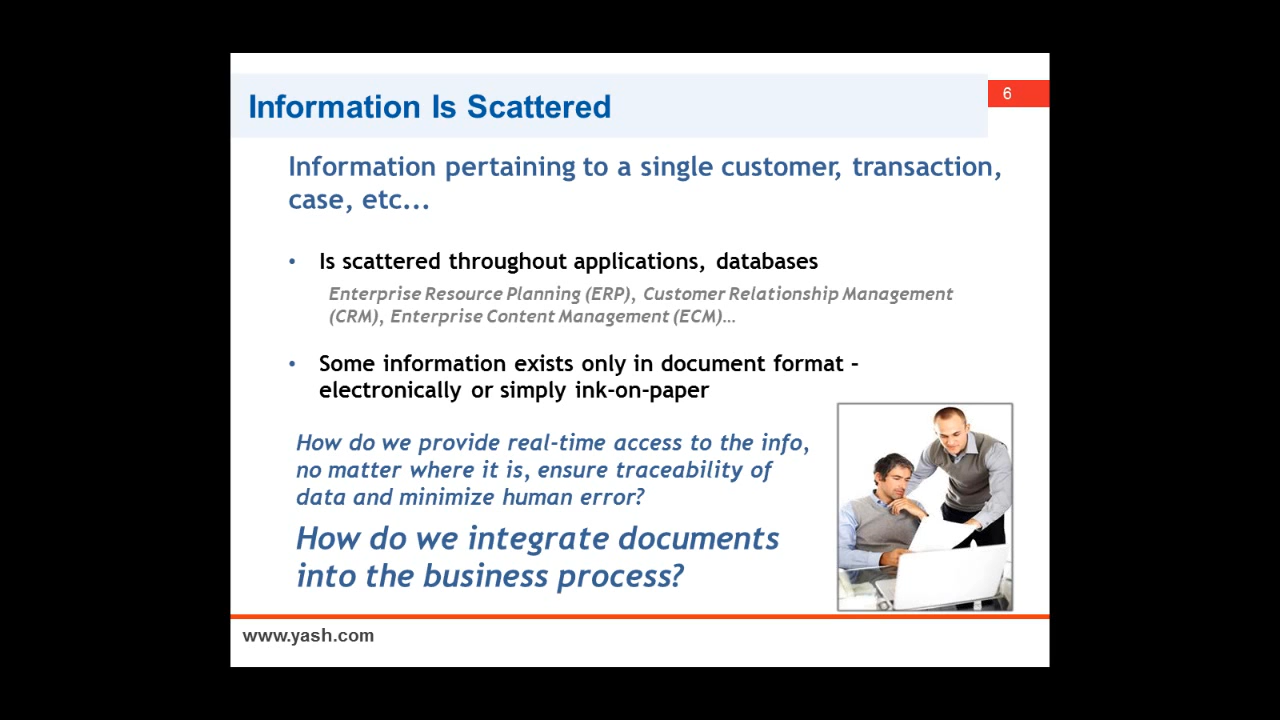 Information Is Scattered
6
Information pertaining to a single customer, transaction,
case, etc...
• Is scattered throughout applications, databases
Enterprise Resource Planning (ERP), Customer Relationship Management
(CRM), Enterprise Content Management (ECM)…
• Some information exists only in document format –
electronically or simply ink-on-paper
How do we provide real-time access to the info,
no matter where it is, ensure traceability of
data and minimize human error?
How do we integrate documents
into the business process?
www.yash.com